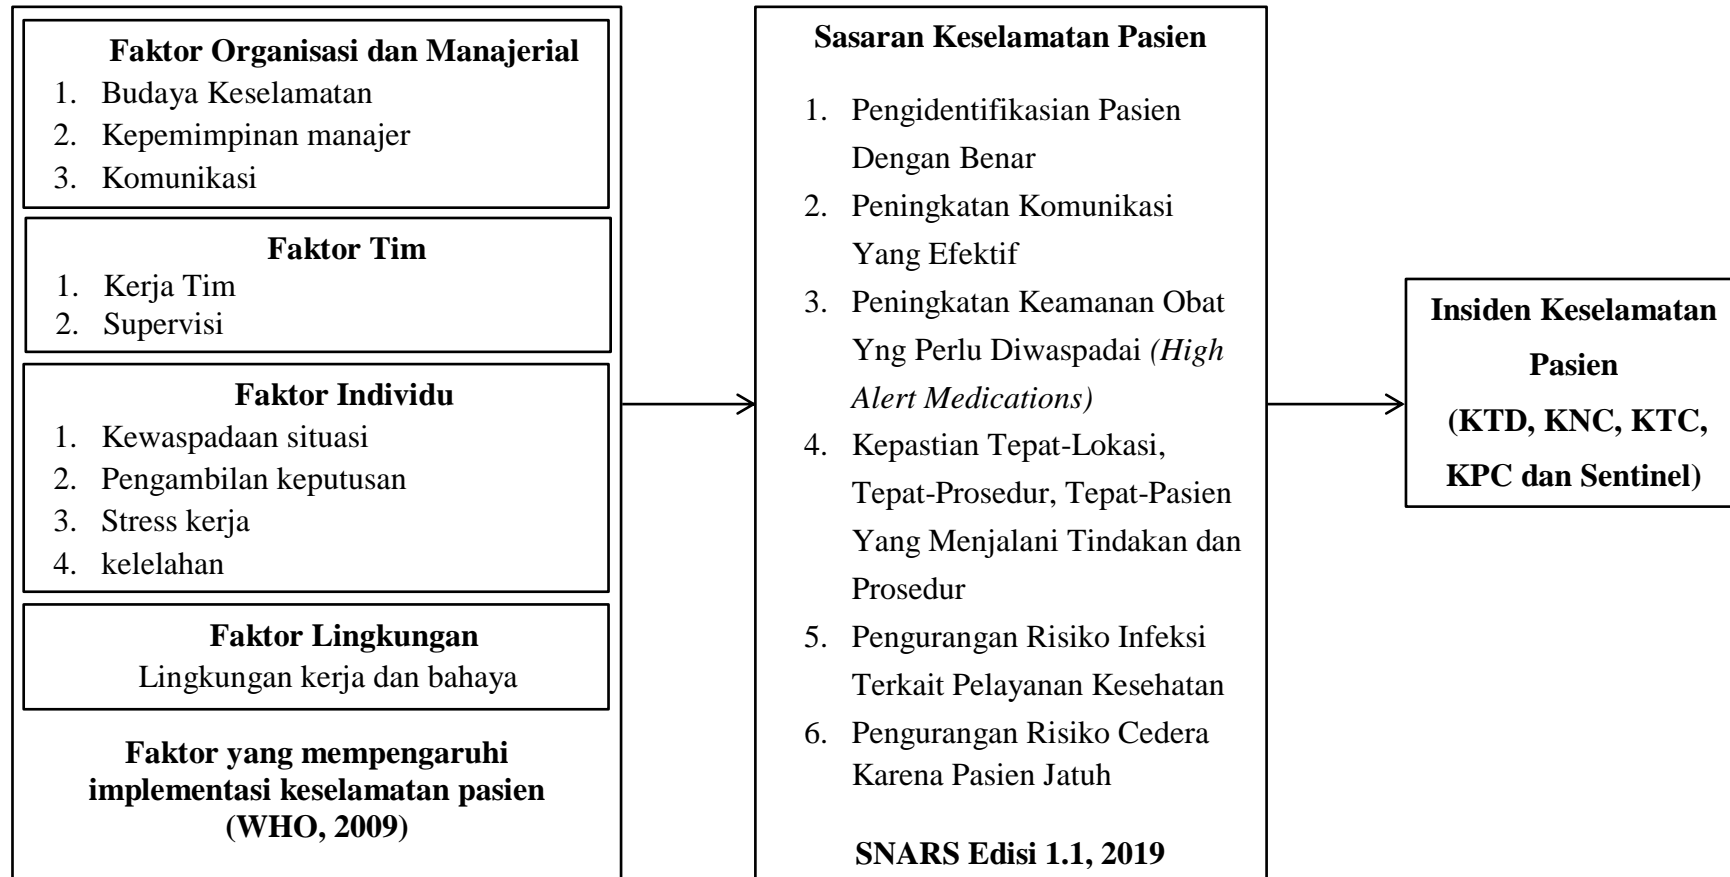 Faktor Organisasi dan Manajerial
1. Budaya Keselamatan
2. Kepemimpinan manajer
3. Komunikasi
Faktor Tim
1. Kerja Tim
2. Supervisi
Faktor Individu
1. Kewaspadaan situasi
2. Pengambilan keputusan
3. Stress kerja
4. kelelahan
Faktor Lingkungan
Lingkungan kerja dan bahaya
Faktor yang mempengaruhi
implementasi keselamatan pasien
(WHO, 2009)
Sasaran Keselamatan Pasien
1. Pengidentifikasian Pasien
Dengan Benar
2. Peningkatan Komunikasi
Yang Efektif
3. Peningkatan Keamanan Obat
Yng Perlu Diwaspadai (High
Alert Medications)
4. Kepastian Tepat-Lokasi,
Tepat-Prosedur, Tepat-Pasien
Yang Menjalani Tindakan dan
Prosedur
5. Pengurangan Risiko Infeksi
Terkait Pelayanan Kesehatan
6. Pengurangan Risiko Cedera
Karena Pasien Jatuh
SNARS Edisi 1.1, 2019
Insiden Keselamatan
Pasien
(KTD, KNC, KTC,
KPC dan Sentinel)